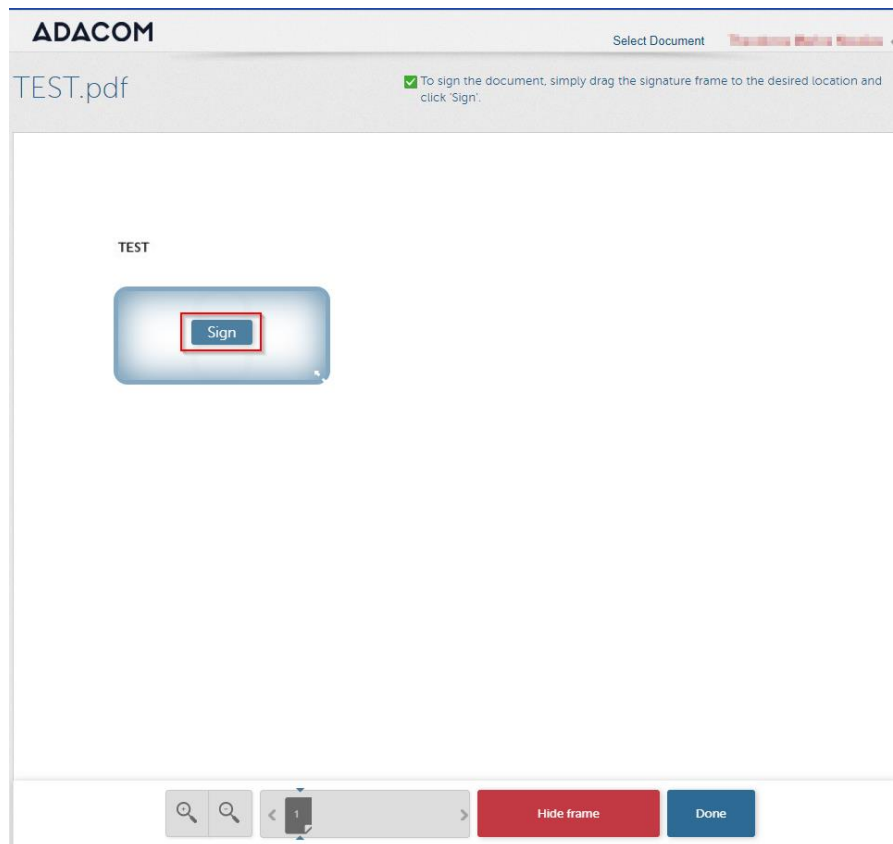 ADACOM
Select Document
TEST.pdf
To sign the document, simply drag the signature frame to the desired location and
click 'Sign'.
TEST
Sign
1
Hide frame
Done